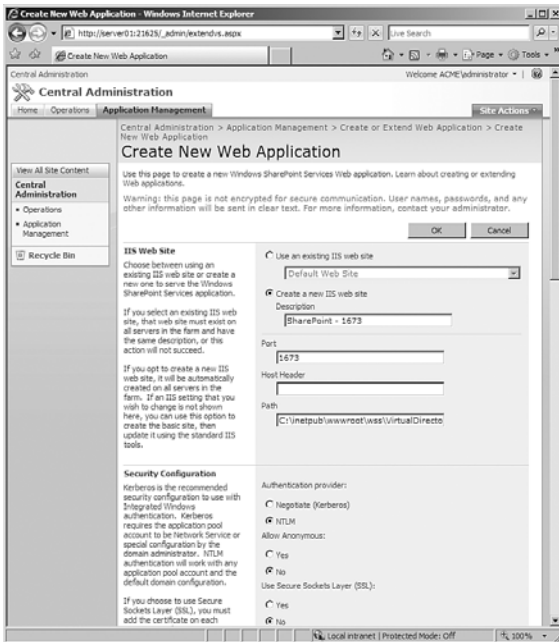 Create New Web Application - Windows Internet Explorer
http://server01:21625/_admin/extendvs.aspx
Live Search
Create New Web Application
Page
Tools
Central Administration
Welcome ACME\administrator
Central Administration
Home
Operations
Application Management
Site Actions
Central Administration > Application Management > Create or Extend Web Application > Create
New Web Application
Create New Web Application
View All Site Content
Central
Administration
Operations
Application
Management
Recycle Bin
Use this page to create a new Windows SharePoint Services Web application. Learn about creating or extending
Web applications.
Warning: this page is not encrypted for secure communication. User names, passwords, and any
other information will be sent in clear text. For more information, contact your administrator.
OK
Cancel
IIS Web Site
Choose between using an
existing IIS web site or create a
new one to serve the Windows
SharePoint Services application.
If you select an existing IIS web
site, that web site must exist on
all servers in the farm and have
the same description, or this
action will not succeed.
If you opt to create a new IIS
web site, it will be automatically
created on all servers in the
farm. If an IIS setting that you
wish to change is not shown
here, you can use this option to
create the basic site, then
update it using the standard IIS
tools.
Use an existing IIS web site
Default Web Site
Create a new IIS web site
Description
SharePoint - 1673
Port
1673
Host Header
Path
C:\inetpub\wwwroot\wss\VirtualDirecto
Security Configuration
Kerberos is the recommended
security configuration to use with
Integrated Windows
authentication. Kerberos
requires the application pool
account to be Network Service or
special configuration by the
domain administrator. NTLM
authentication will work with any
application pool account and the
default domain configuration.
If you choose to use Secure
Sockets Layer (SSL), you must
add the certificate on each
Authentication provider:
Negotiate (Kerberos)
NTLM
Allow Anonymous:
Yes
No
Use Secure Sockets Layer (SSL):
Yes
No
Local intranet | Protected Mode: Off
100%